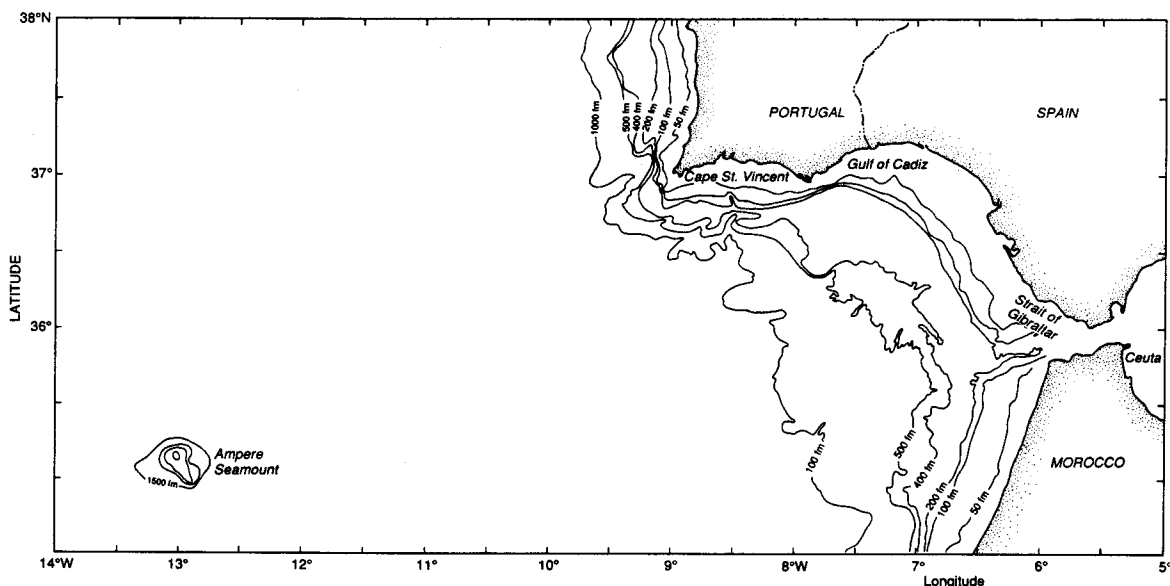 38°N
37°
36°
LATITUDE
14°W
13°
12°
11°
10°
9°
8°W
7°
6°
5°
Longitude
1000 fm
500 fm
400 fm
200 fm
100 fm
50 fm
PORTUGAL
SPAIN
Cape St. Vincent
Gulf of Cadiz
Strait of
Gibraltar
Ceuta
MOROCCO
Ampere
Seamount
1500 fm
100 fm
500 fm
400 fm
200 fm
100 fm
50 fm